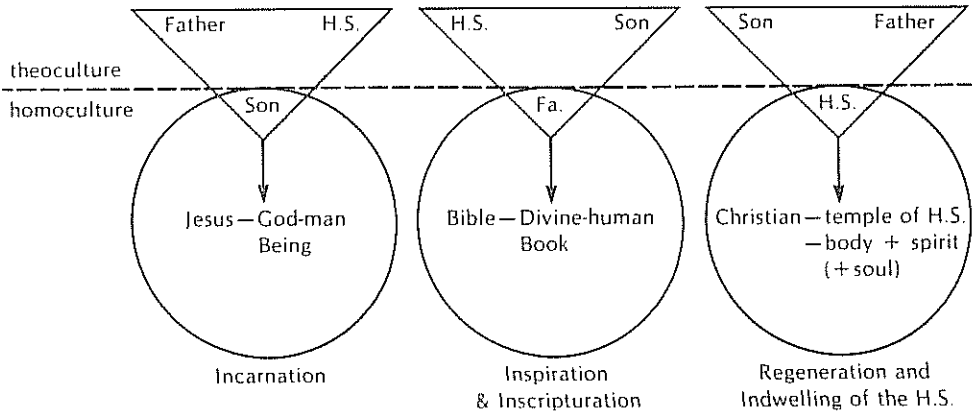 Father H.S.
H.S. Son
Son Father
theoculture
homoculture
Son
Fa.
H.S.
Jesus—God-man
Being
Bible—Divine-human
Book
Christian—temple of H.S.
—body + spirit
(+soul)
Incarnation
Inspiration
& Inscripturation
Regeneration and
Indwelling of the H.S.